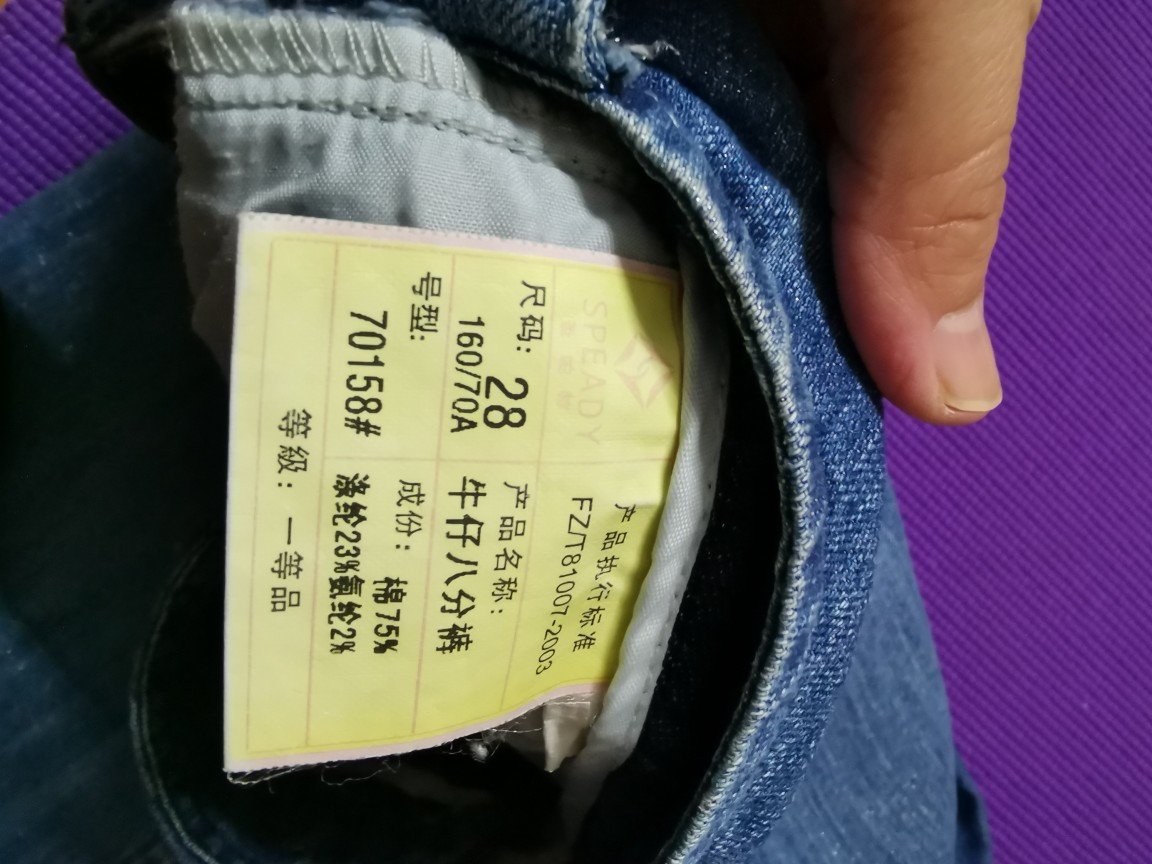 SPEADY
产品执行标准
FZ/T81007-2003
尺码：28
160/70A
产品名称：
牛仔八分裤
号型：
70158#
成份：棉75%
涤纶23%氨纶2%
等级：一等品